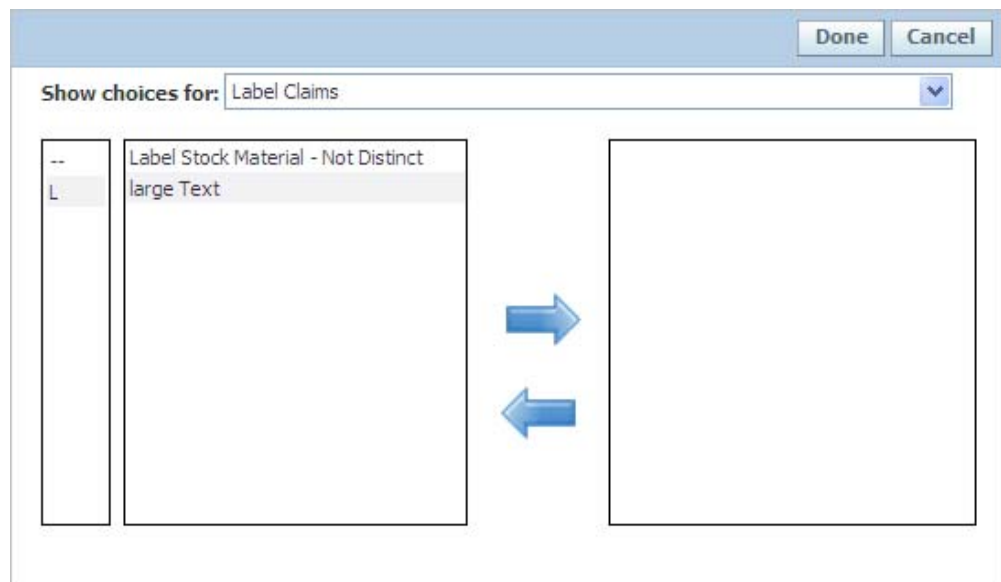 Done Cancel
Show choices for: Label Claims
-- Label Stock Material - Not Distinct
L large Text